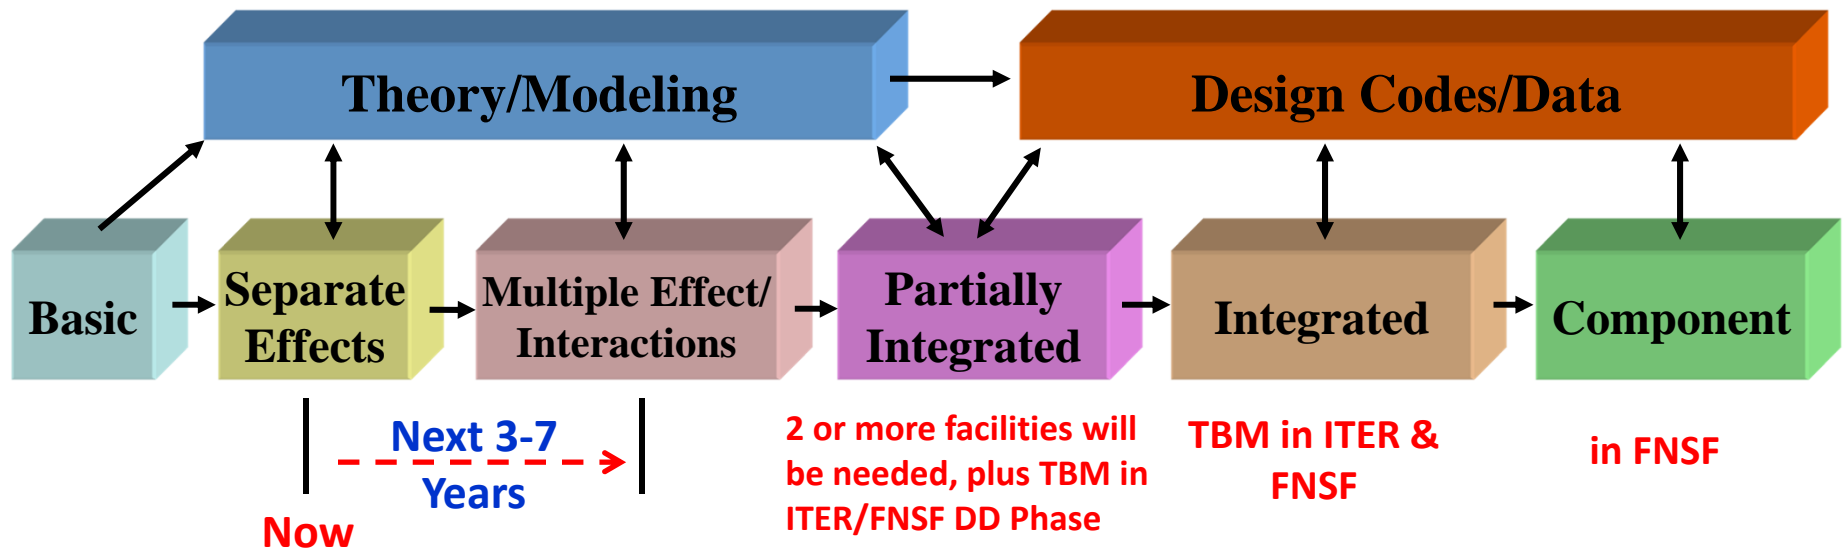 Theory/Modeling
Design Codes/Data
Basic
Separate
Effects
Multiple Effect/
Interactions
Partially
Integrated
Integrated
Component
Now
Next 3-7
Years
2 or more facilities will
be needed, plus TBM in
ITER/FNSF DD Phase
TBM in ITER &
FNSF
in FNSF